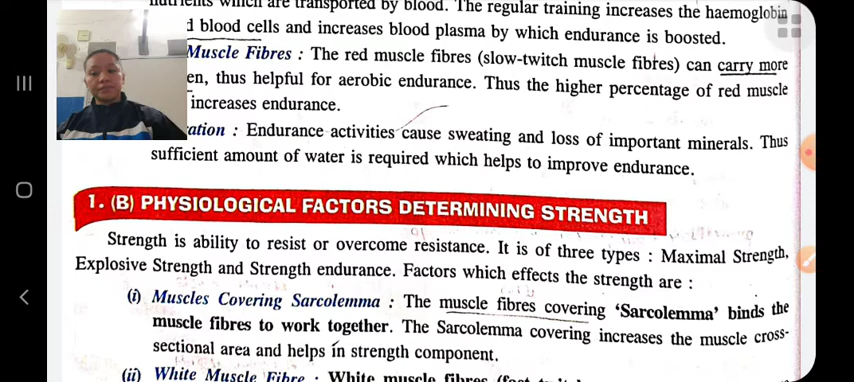 nutrients which are transported by blood. The regular training increases the haemoglobin
d blood cells and increases blood plasma by which endurance is boosted.
Muscle Fibres : The red muscle fibres (slow-twitch muscle fibres) can carry more
en, thus helpful for aerobic endurance. Thus the higher percentage of red muscle
increases endurance.
ration : Endurance activities cause sweating and loss of important minerals. Thus
sufficient amount of water is required which helps to improve endurance.
1. (B) PHYSIOLOGICAL FACTORS DETERMINING STRENGTH
Strength is ability to resist or overcome resistance. It is of three types : Maximal Strength,
Explosive Strength and Strength endurance. Factors which effects the strength are :
(i) Muscles Covering Sarcolemma : The muscle fibres covering ‘Sarcolemma’ binds the
muscle fibres to work together. The Sarcolemma covering increases the muscle cross-
sectional area and helps in strength component.
(ii) White Muscle Fibre : White muscle fibres